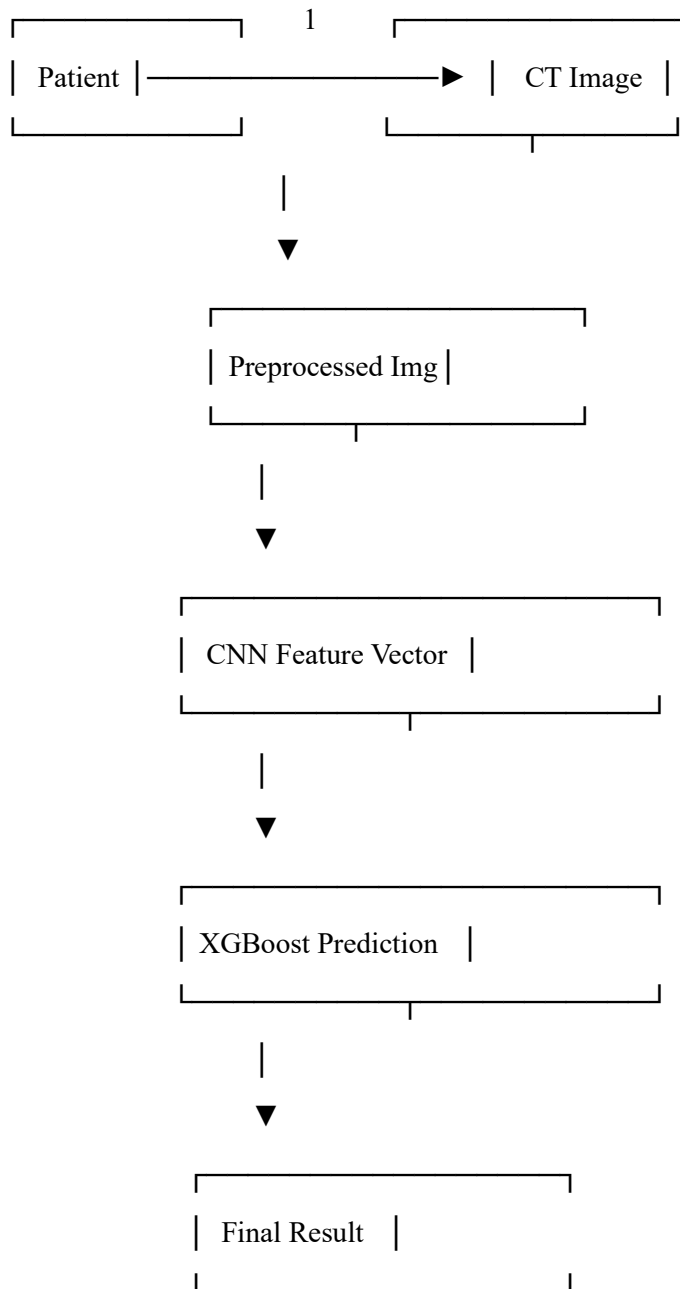 1
Patient CT Image
Preprocessed Img
CNN Feature Vector
XGBoost Prediction
Final Result